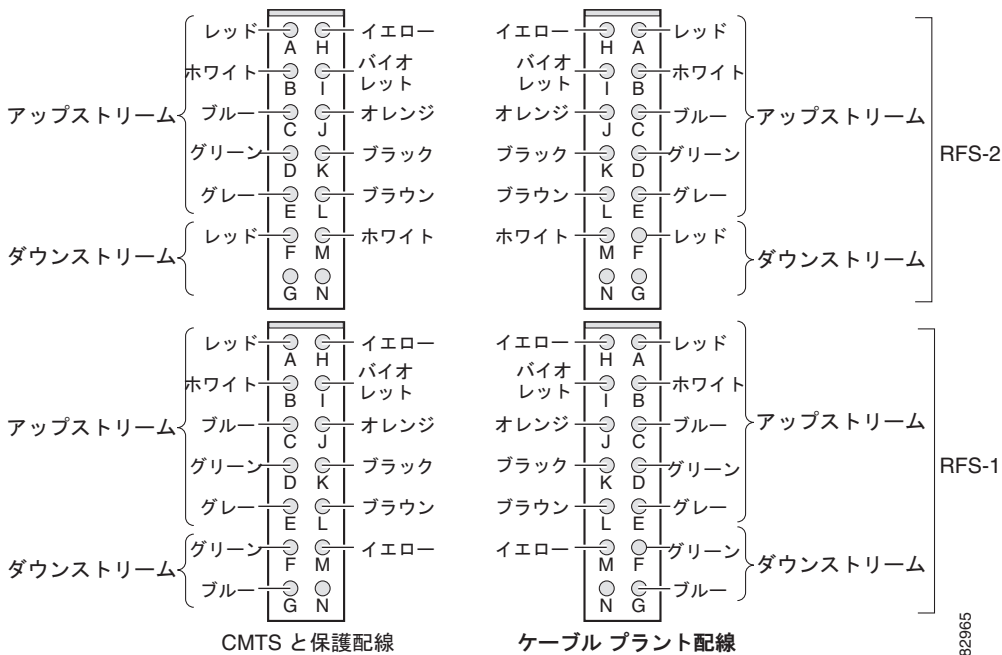 レッド A H イエロー イエロー H A レッド
ホワイト B I バイオ
レット バイオ
レット I B ホワイト
アップストリーム ブルー C J オレンジ オレンジ J C ブルー アップストリーム
グリーン D K ブラック ブラック K D グリーン RFS-2
グレー E L ブラウン ブラウン L E グレー
ダウンストリーム レッド F M ホワイト ホワイト M F レッド ダウンストリーム
G N N G
レッド A H イエロー イエロー H A レッド
ホワイト B I バイオ
レット バイオ
レット I B ホワイト
アップストリーム ブルー C J オレンジ オレンジ J C ブルー アップストリーム
グリーン D K ブラック ブラック K D グリーン RFS-1
グレー E L ブラウン ブラウン L E グレー
ダウンストリーム グリーン F M イエロー イエロー M F グリーン ダウンストリーム
ブルー G N N G ブルー
CMTS と保護配線 ケーブル プラント配線
82965